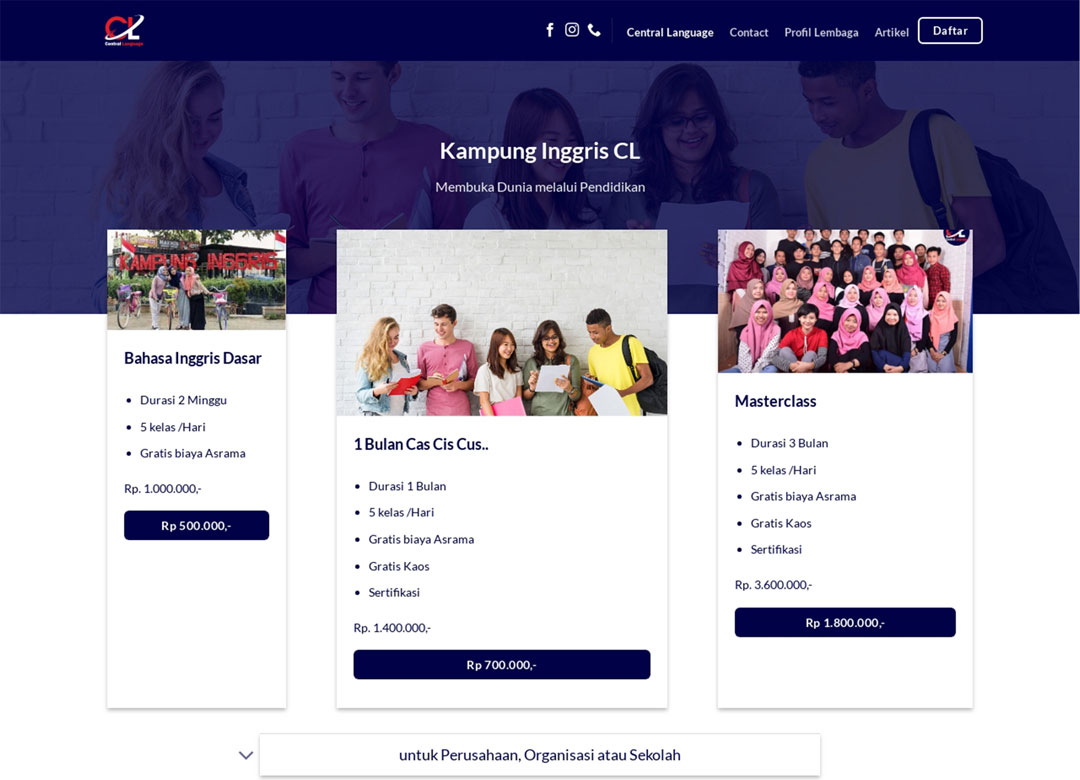 CL
Central Language
Central Language
Contact
Profil Lembaga
Artikel
Daftar
Kampung Inggris CL
Membuka Dunia melalui Pendidikan
KAMPUNG INGGRIS
Bahasa Inggris Dasar
Durasi 2 Minggu
5 kelas /Hari
Gratis biaya Asrama
Rp. 1.000.000,-
Rp 500.000,-
1 Bulan Cas Cis Cus..
Durasi 1 Bulan
5 kelas /Hari
Gratis biaya Asrama
Gratis Kaos
Sertifikasi
Rp. 1.400.000,-
Rp 700.000,-
Masterclass
Durasi 3 Bulan
5 kelas /Hari
Gratis biaya Asrama
Gratis Kaos
Sertifikasi
Rp. 3.600.000,-
Rp 1.800.000,-
untuk Perusahaan, Organisasi atau Sekolah